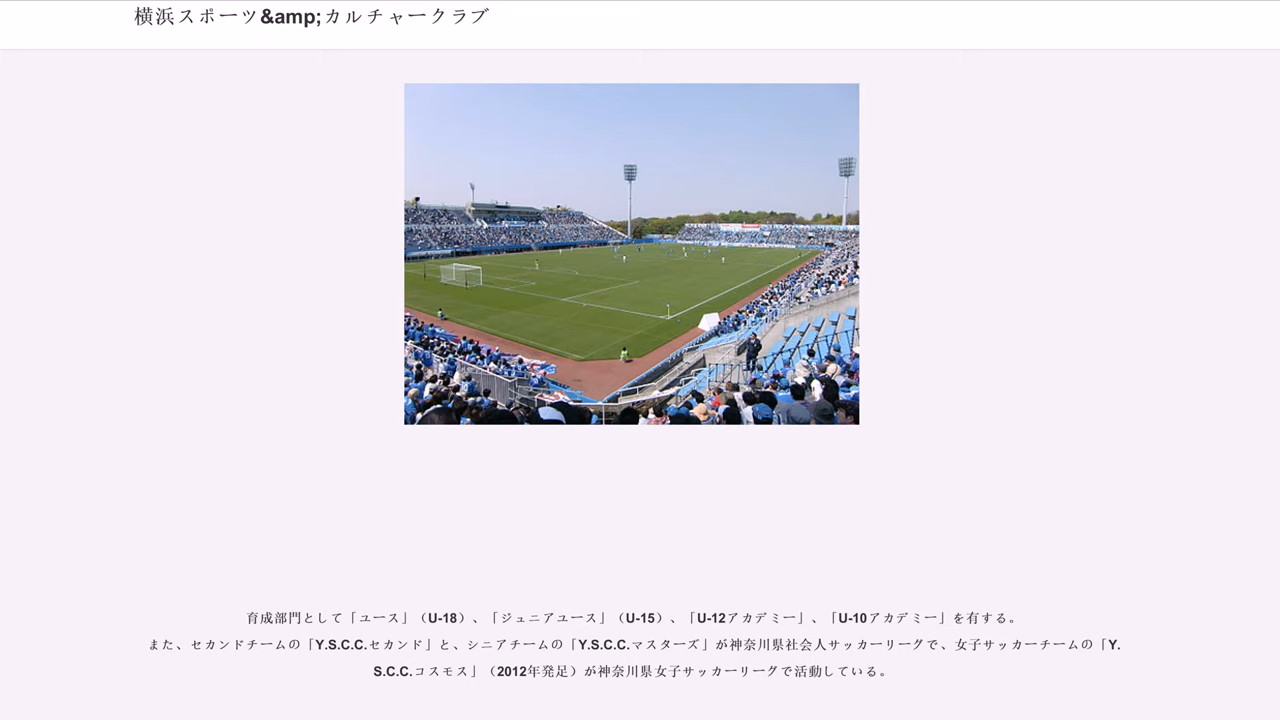 横浜スポーツ&amp;カルチャークラブ
育成部門として「ユース」（U-18）、「ジュニアユース」（U-15）、「U-12アカデミー」、「U-10アカデミー」を有する。
また、セカンドチームの「Y.S.C.C.セカンド」と、シニアチームの「Y.S.C.C.マスターズ」が神奈川県社会人サッカーリーグで、女子サッカーチームの「Y.
S.C.C.コスモス」（2012年発足）が神奈川県女子サッカーリーグで活動している。